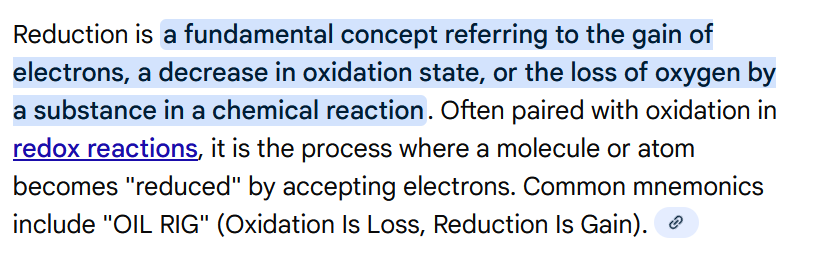 Reduction is a fundamental concept referring to the gain of
electrons, a decrease in oxidation state, or the loss of oxygen by
a substance in a chemical reaction. Often paired with oxidation in
redox reactions, it is the process where a molecule or atom
becomes "reduced" by accepting electrons. Common mnemonics
include "OIL RIG" (Oxidation Is Loss, Reduction Is Gain).